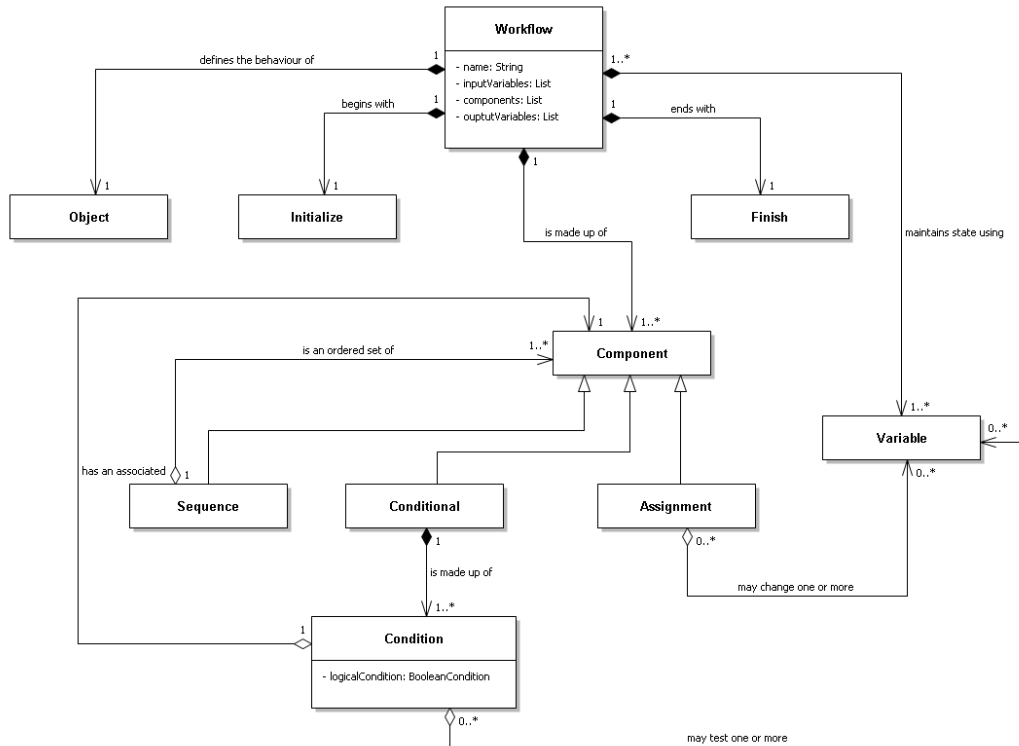 Workflow
- name: String
- inputVariables: List
- components: List
- ouptutVariables: List
defines the behaviour of
1
1
begins with
1
1
1..*
1
ends with
1
1
Object
Initialize
Finish
is made up of
1..*
maintains state using
1..*
1
is an ordered set of
1..*
Component
Variable
0..*
0..*
has an associated
1
Sequence
Conditional
1
Assignment
0..*
is made up of
1..*
may change one or more
1
Condition
- logicalCondition: BooleanCondition
0..*
may test one or more